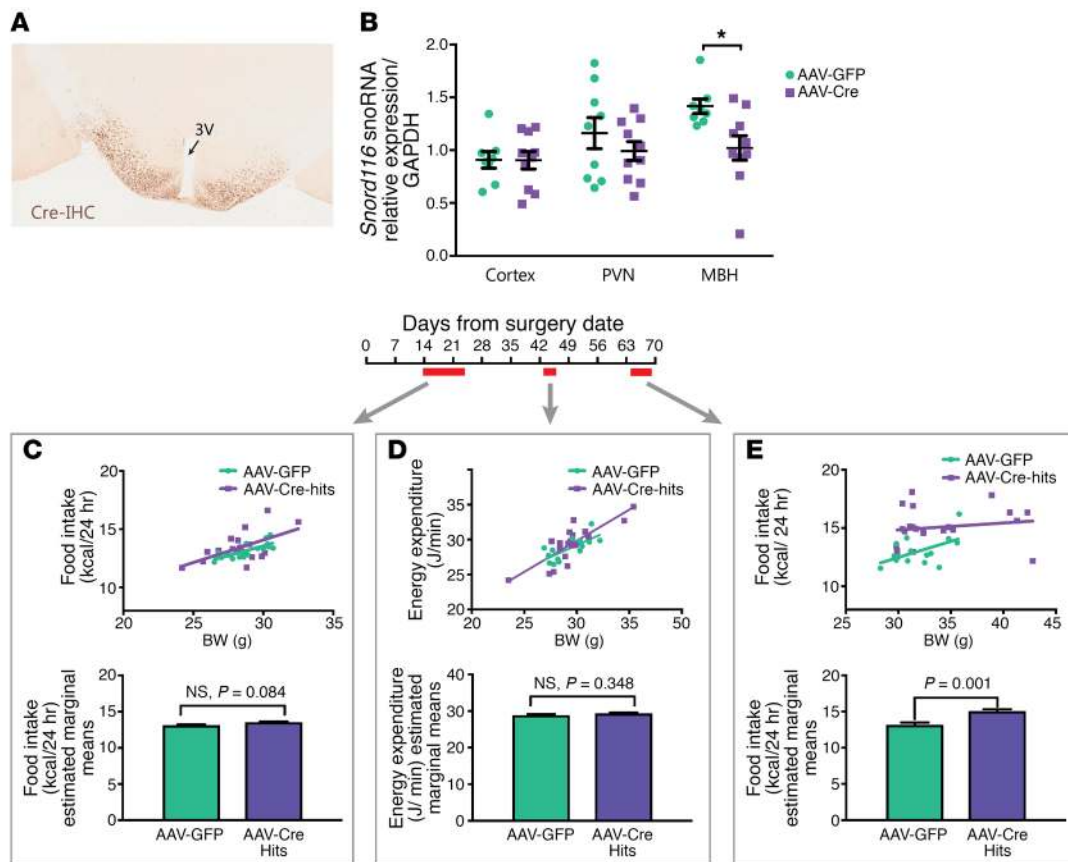 A
3V
Cre-IHC
B
Snord116 snoRNA
relative expression/
GAPDH
2.0
1.5
1.0
0.5
0.0
*
AAV-GFP
AAV-Cre
Cortex PVN MBH
Days from surgery date
0 7 14 21 28 35 42 49 56 63 70
C
AAV-GFP
AAV-Cre-hits
Food intake
(kcal/24 hr)
20
15
10
20 25 30 35
BW (g)
Food intake
(kcal/24 hr)
estimated marginal
means
20
15
10
5
0
NS, P = 0.084
AAV-GFP AAV-Cre
Hits
D
AAV-GFP
AAV-Cre-hits
Energy expenditure
(J/min)
35
30
25
20
20 25 30 35 50
BW (g)
Energy expenditure
(J/ min) estimated
marginal means
40
30
20
10
0
NS, P = 0.348
AAV-GFP AAV-Cre
Hits
E
AAV-GFP
AAV-Cre-hits
Food intake
(kcal/ 24 hr)
20
15
10
25 30 35 40 45
BW (g)
Food intake
(kcal/24 hr)
estimated marginal
means
20
15
10
5
0
P = 0.001
AAV-GFP AAV-Cre
Hits